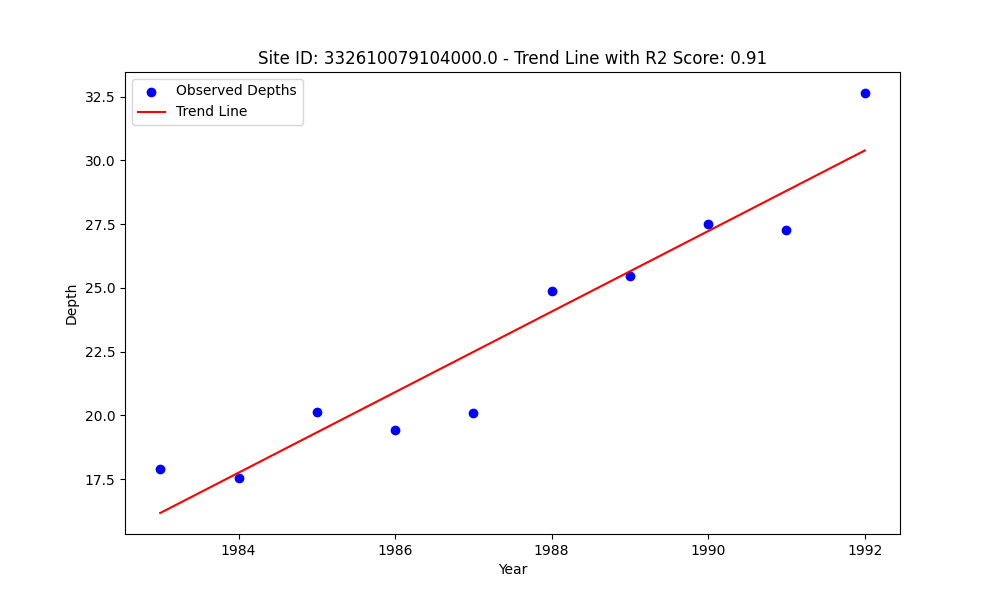 Site ID: 332610079104000.0 - Trend Line with R2 Score: 0.91
Observed Depths
Trend Line
32.5
30.0
27.5
25.0
22.5
20.0
17.5
Depth
1984
1986
1988
1990
1992
Year